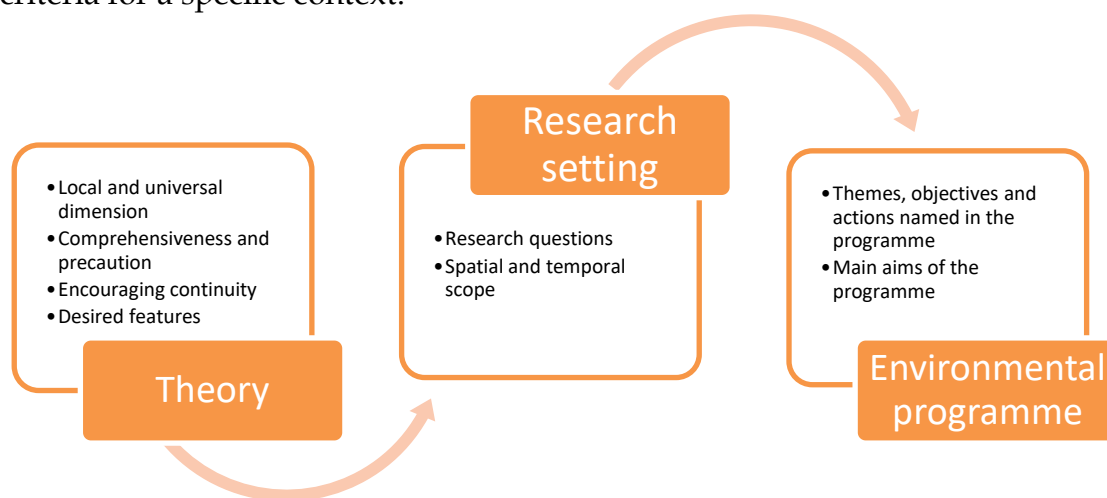 criteria for a specific context.
• Local and universal
dimension
• Comprehensiveness and
precaution
• Encouraging continuity
• Desired features
Theory
Research
setting
• Research questions
• Spatial and temporal
scope
• Themes, objectives and
actions named in the
programme
• Main aims of the
programme
Environmental
programme